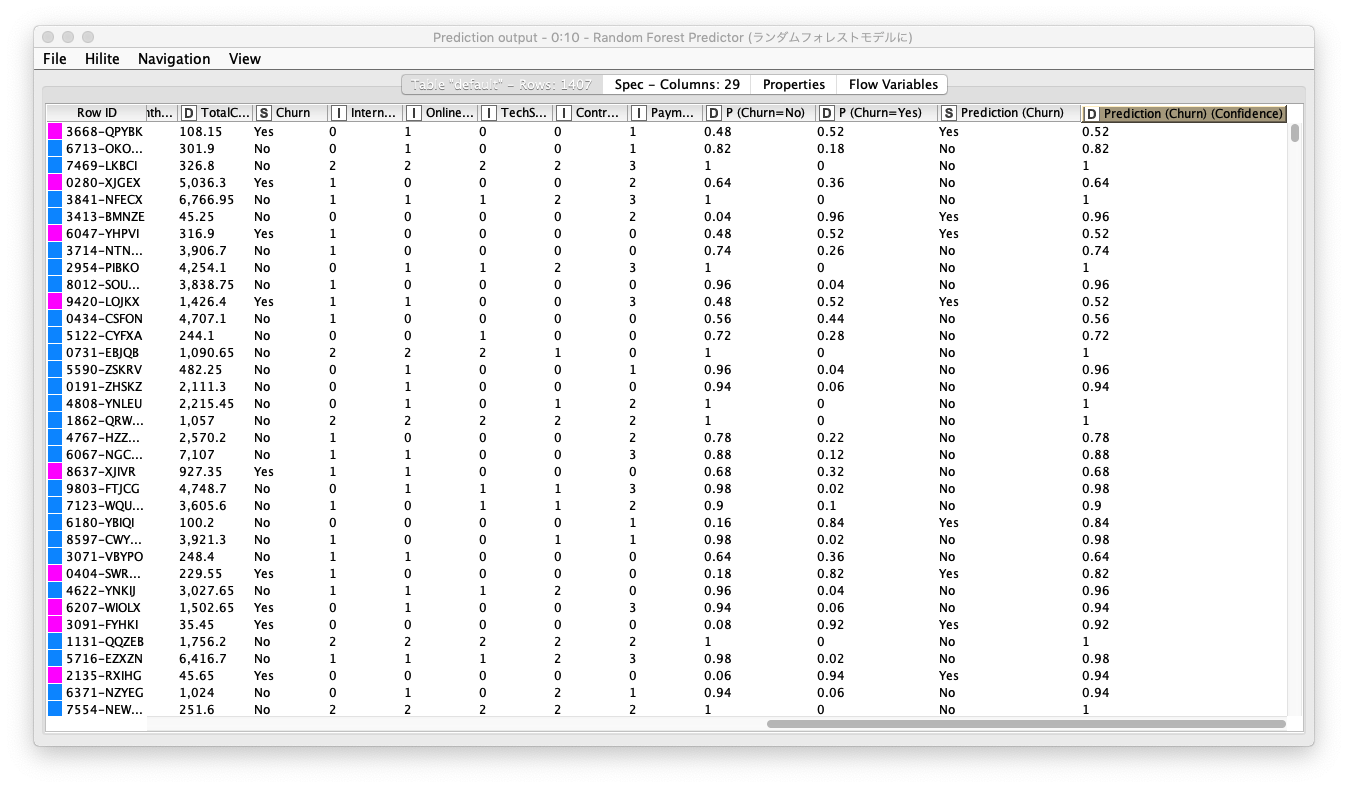 Prediction output - 0:10 - Random Forest Predictor (ランダムフォレストモデルに)
File Hilite Navigation View
Table "default" - Rows: 1407 Spec - Columns: 29 Properties Flow Variables
Row ID nth... D TotalC... S Churn I Intern... I Online... I TechS... I Contr... I Paym... D P (Churn=No) D P (Churn=Yes) S Prediction (Churn) D Prediction (Churn) (Confidence)
3668-QPYBK 108.15 Yes 0 1 0 0 1 0.48 0.52 Yes 0.52
6713-OKO... 301.9 No 0 1 0 0 1 0.82 0.18 No 0.82
7469-LKBCI 326.8 No 2 2 2 2 3 1 0 No 1
0280-XJGEX 5,036.3 Yes 1 0 0 0 2 0.64 0.36 No 0.64
3841-NFECX 6,766.95 No 1 1 1 2 3 1 0 No 1
3413-BMNZE 45.25 No 0 0 0 0 2 0.04 0.96 Yes 0.96
6047-YHPVI 316.9 Yes 1 0 0 0 0 0.48 0.52 Yes 0.52
3714-NTN... 3,906.7 No 1 0 0 0 0 0.74 0.26 No 0.74
2954-PIBKO 4,254.1 No 0 1 1 2 3 1 0 No 1
8012-SOU... 3,838.75 No 1 0 0 0 0 0.96 0.04 No 0.96
9420-LOJKX 1,426.4 Yes 1 1 0 0 3 0.48 0.52 Yes 0.52
0434-CSFON 4,707.1 No 1 0 0 0 0 0.56 0.44 No 0.56
5122-CYFXA 244.1 No 0 0 1 0 0 0.72 0.28 No 0.72
0731-EBJQB 1,090.65 No 2 2 2 1 0 1 0 No 1
5590-ZSKRV 482.25 No 0 1 0 0 1 0.96 0.04 No 0.96
0191-ZHSKZ 2,111.3 No 0 1 0 0 0 0.94 0.06 No 0.94
4808-YNLEU 2,215.45 No 0 1 0 1 2 1 0 No 1
1862-QRW... 1,057 No 2 2 2 2 2 1 0 No 1
4767-HZZ... 2,570.2 No 1 0 0 0 2 0.78 0.22 No 0.78
6067-NGC... 7,107 No 1 0 0 0 3 0.88 0.12 No 0.88
8637-XJIVR 927.35 Yes 1 1 0 0 0 0.68 0.32 No 0.68
9803-FTJCG 4,748.7 No 0 1 1 1 3 0.98 0.02 No 0.98
7123-WQU... 3,605.6 No 1 0 1 1 2 0.9 0.1 No 0.9
6180-YBIQI 100.2 No 0 0 0 0 1 0.16 0.84 Yes 0.84
8597-CWY... 3,921.3 No 1 0 0 1 1 0.98 0.02 No 0.98
3071-VBYPO 248.4 No 1 1 0 0 0 0.64 0.36 No 0.64
0404-SWR... 229.55 Yes 1 0 0 0 0 0.18 0.82 Yes 0.82
4622-YNKIJ 3,027.65 No 1 1 1 2 0 0.96 0.04 No 0.96
6207-WIOLX 1,502.65 Yes 0 1 0 0 3 0.94 0.06 No 0.94
3091-FYHKI 35.45 Yes 0 0 0 0 0 0.08 0.92 Yes 0.92
1131-QQZEB 1,756.2 No 2 2 2 2 2 1 0 No 1
5716-EZXZN 6,416.7 No 1 1 1 2 3 0.98 0.02 No 0.98
2135-RXIHG 45.65 Yes 0 0 0 0 0 0.06 0.94 Yes 0.94
6371-NZYEG 1,024 No 0 1 0 2 1 0.94 0.06 No 0.94
7554-NEW... 251.6 No 2 2 2 2 2 1 0 No 1